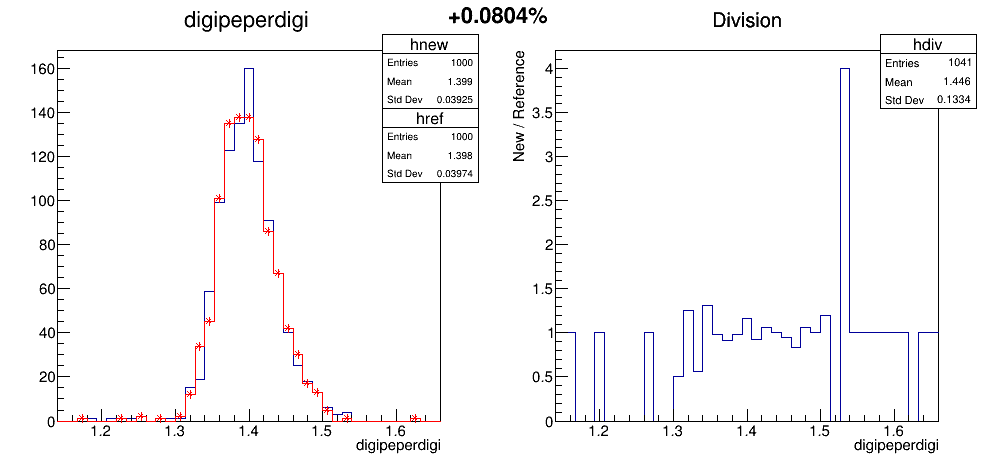 +0.0804%
digipeperdigi
hnew
Entries 1000
Mean 1.399
Std Dev 0.03925
href
Entries 1000
Mean 1.398
Std Dev 0.03974
160
140
120
100
80
60
40
20
0
1.2 1.3 1.4 1.5 1.6
digipeperdigi
Division
hdiv
Entries 1041
Mean 1.446
Std Dev 0.1334
New / Reference
4
3.5
3
2.5
2
1.5
1
0.5
0
1.2 1.3 1.4 1.5 1.6
digipeperdigi